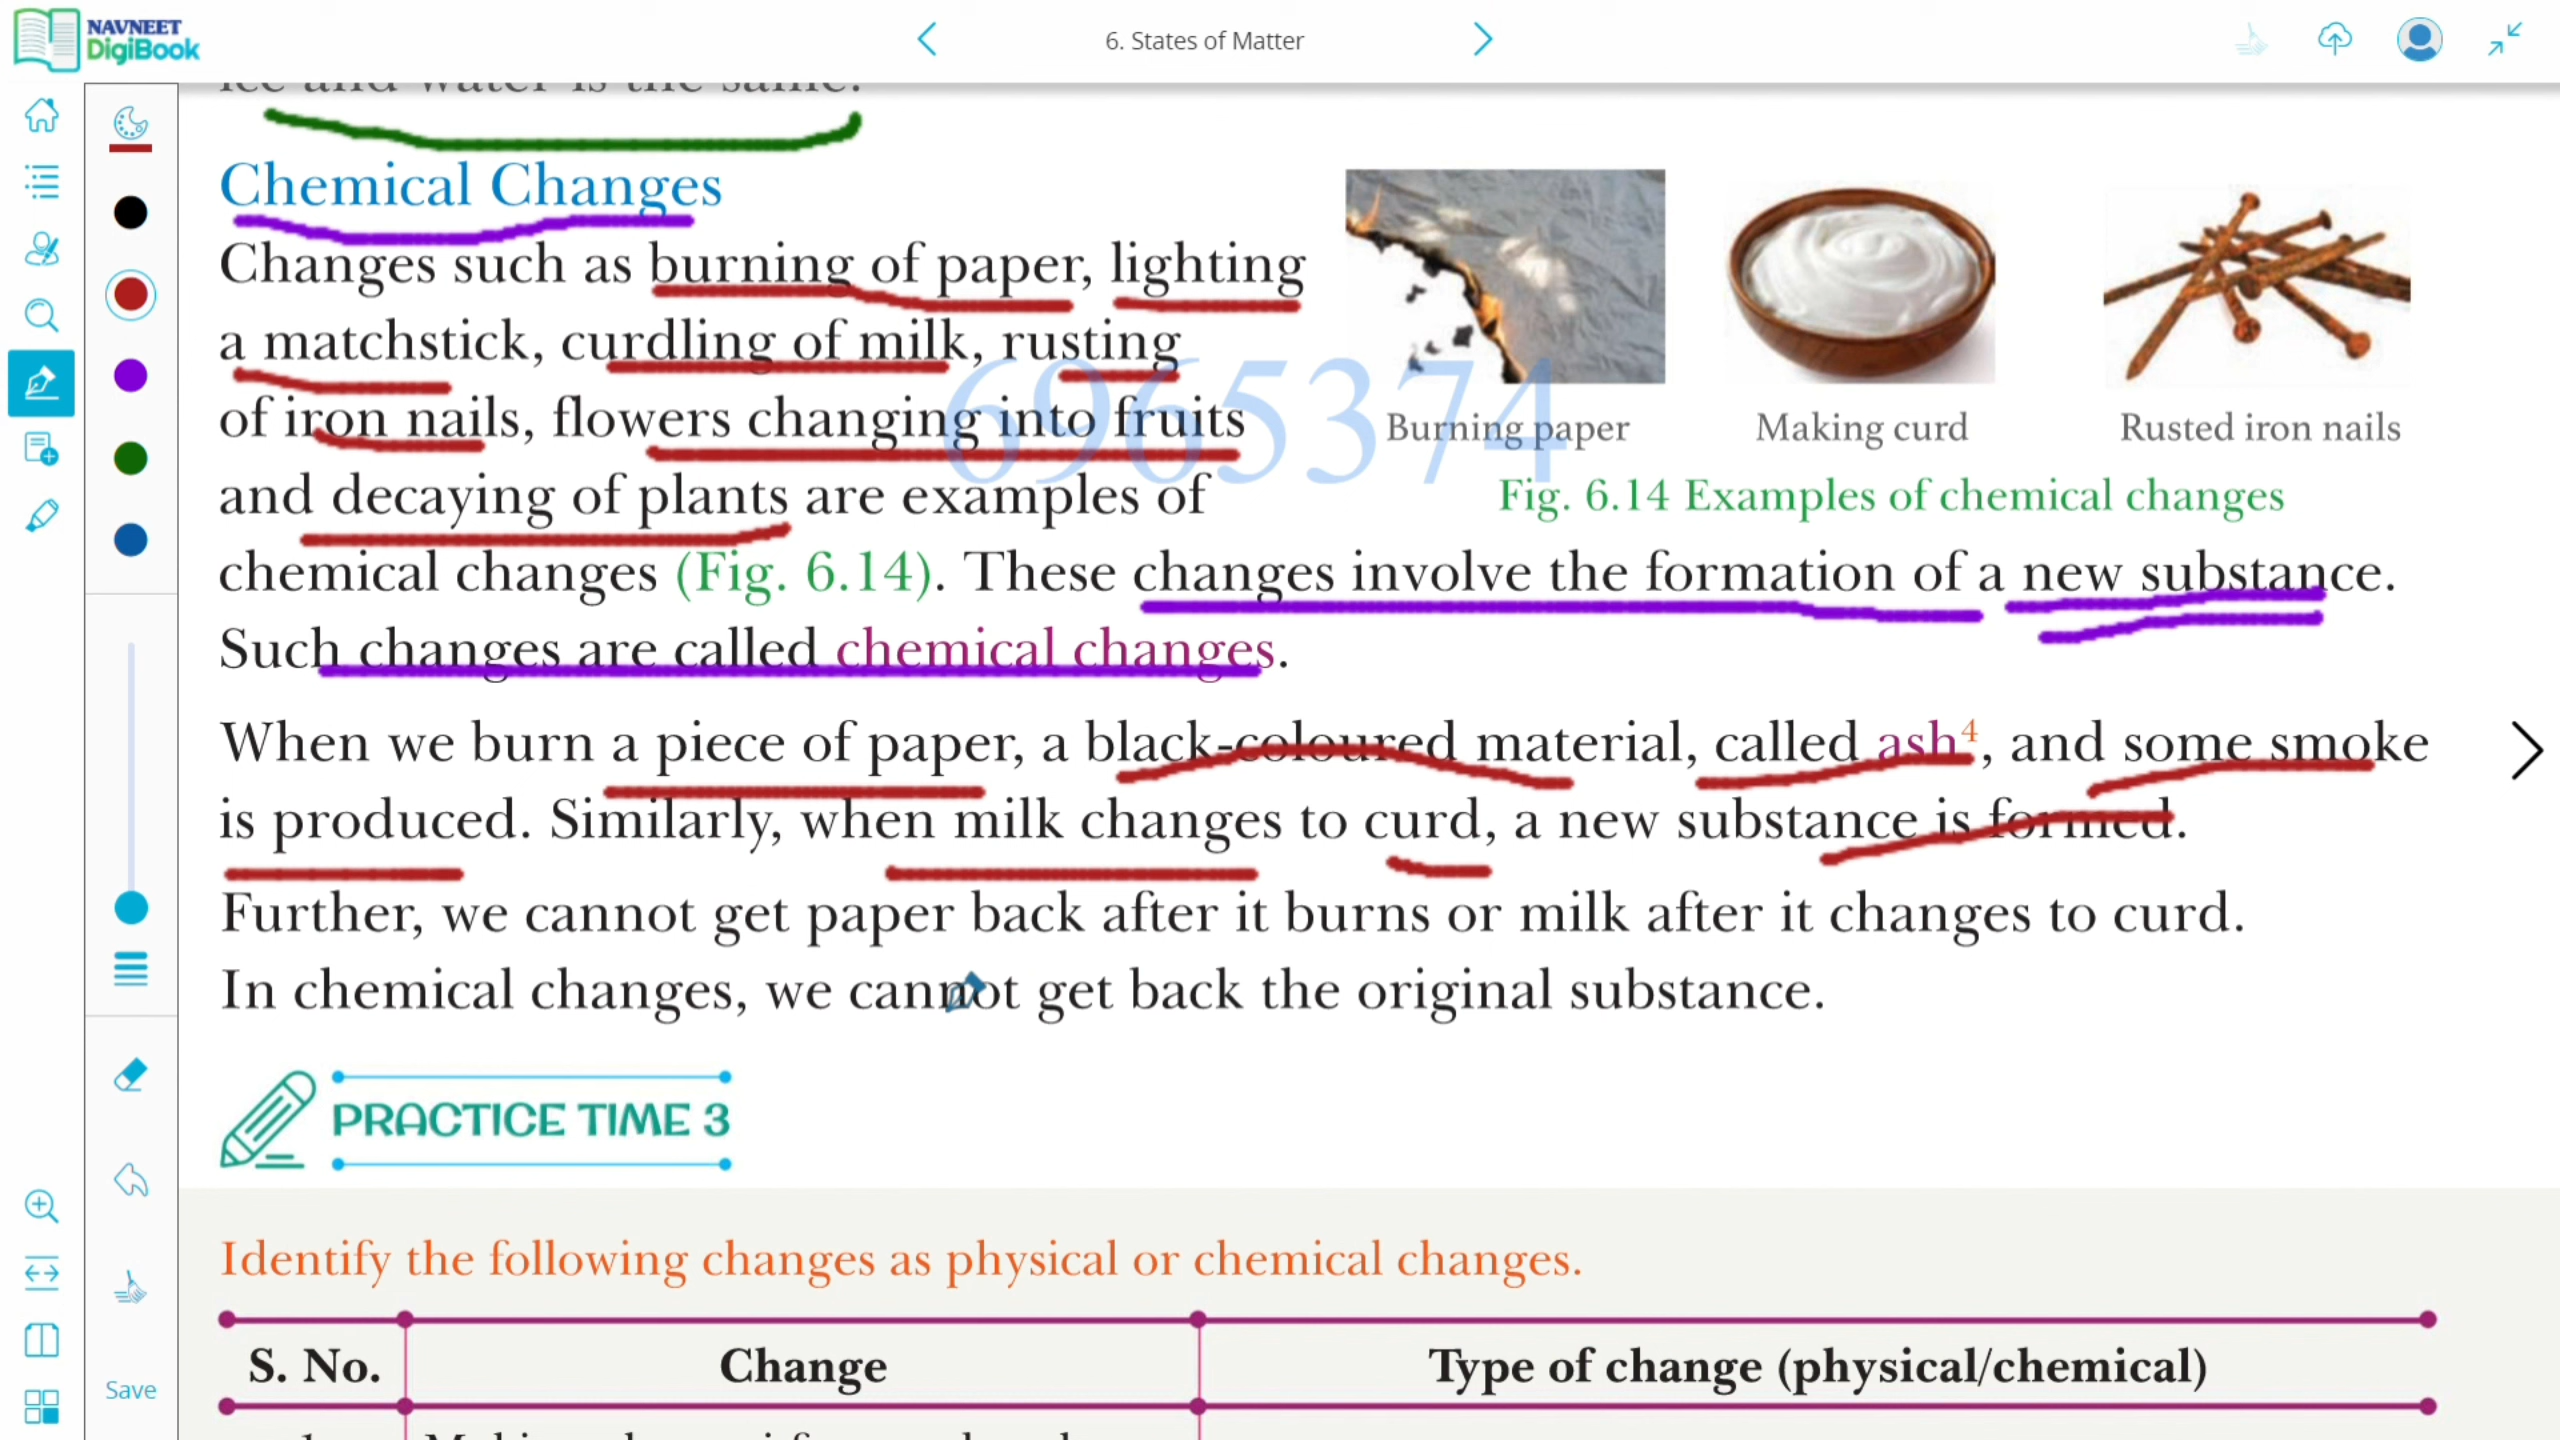 NAVNEET
DigiBook
6. States of Matter
ice and water is the same.
Chemical Changes
Changes such as burning of paper, lighting
a matchstick, curdling of milk, rusting
of iron nails, flowers changing into fruits
and decaying of plants are examples of
chemical changes (Fig. 6.14). These changes involve the formation of a new substance.
Such changes are called chemical changes.
Burning paper
Making curd
Rusted iron nails
Fig. 6.14 Examples of chemical changes
6965374
When we burn a piece of paper, a black-coloured material, called ash4, and some smoke
is produced. Similarly, when milk changes to curd, a new substance is formed.
Further, we cannot get paper back after it burns or milk after it changes to curd.
In chemical changes, we cannot get back the original substance.
PRACTICE TIME 3
Identify the following changes as physical or chemical changes.
S. No. Change Type of change (physical/chemical)
Save